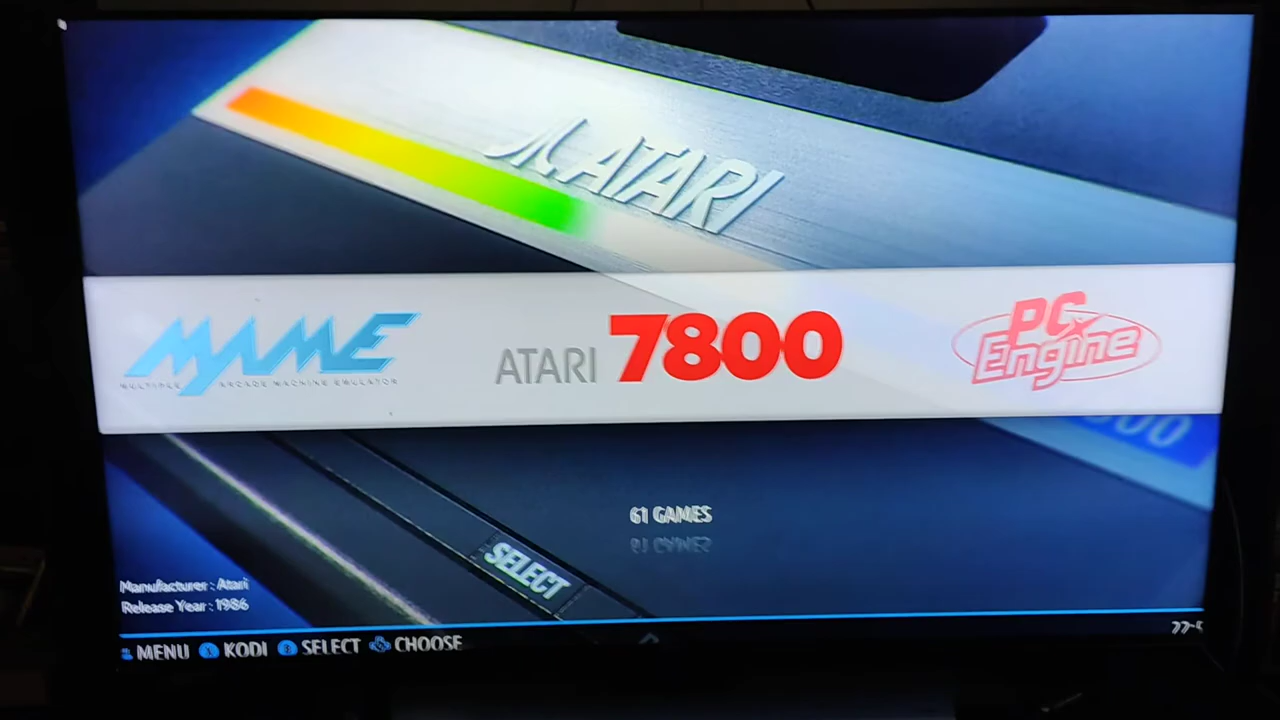 ATARI
MAME
MULTIPLE ARCADE MACHINE EMULATOR
ATARI 7800
PC Engine
61 GAMES
SELECT
Manufacturer : Atari
Release Year : 1986
MENU KODI SELECT CHOOSE